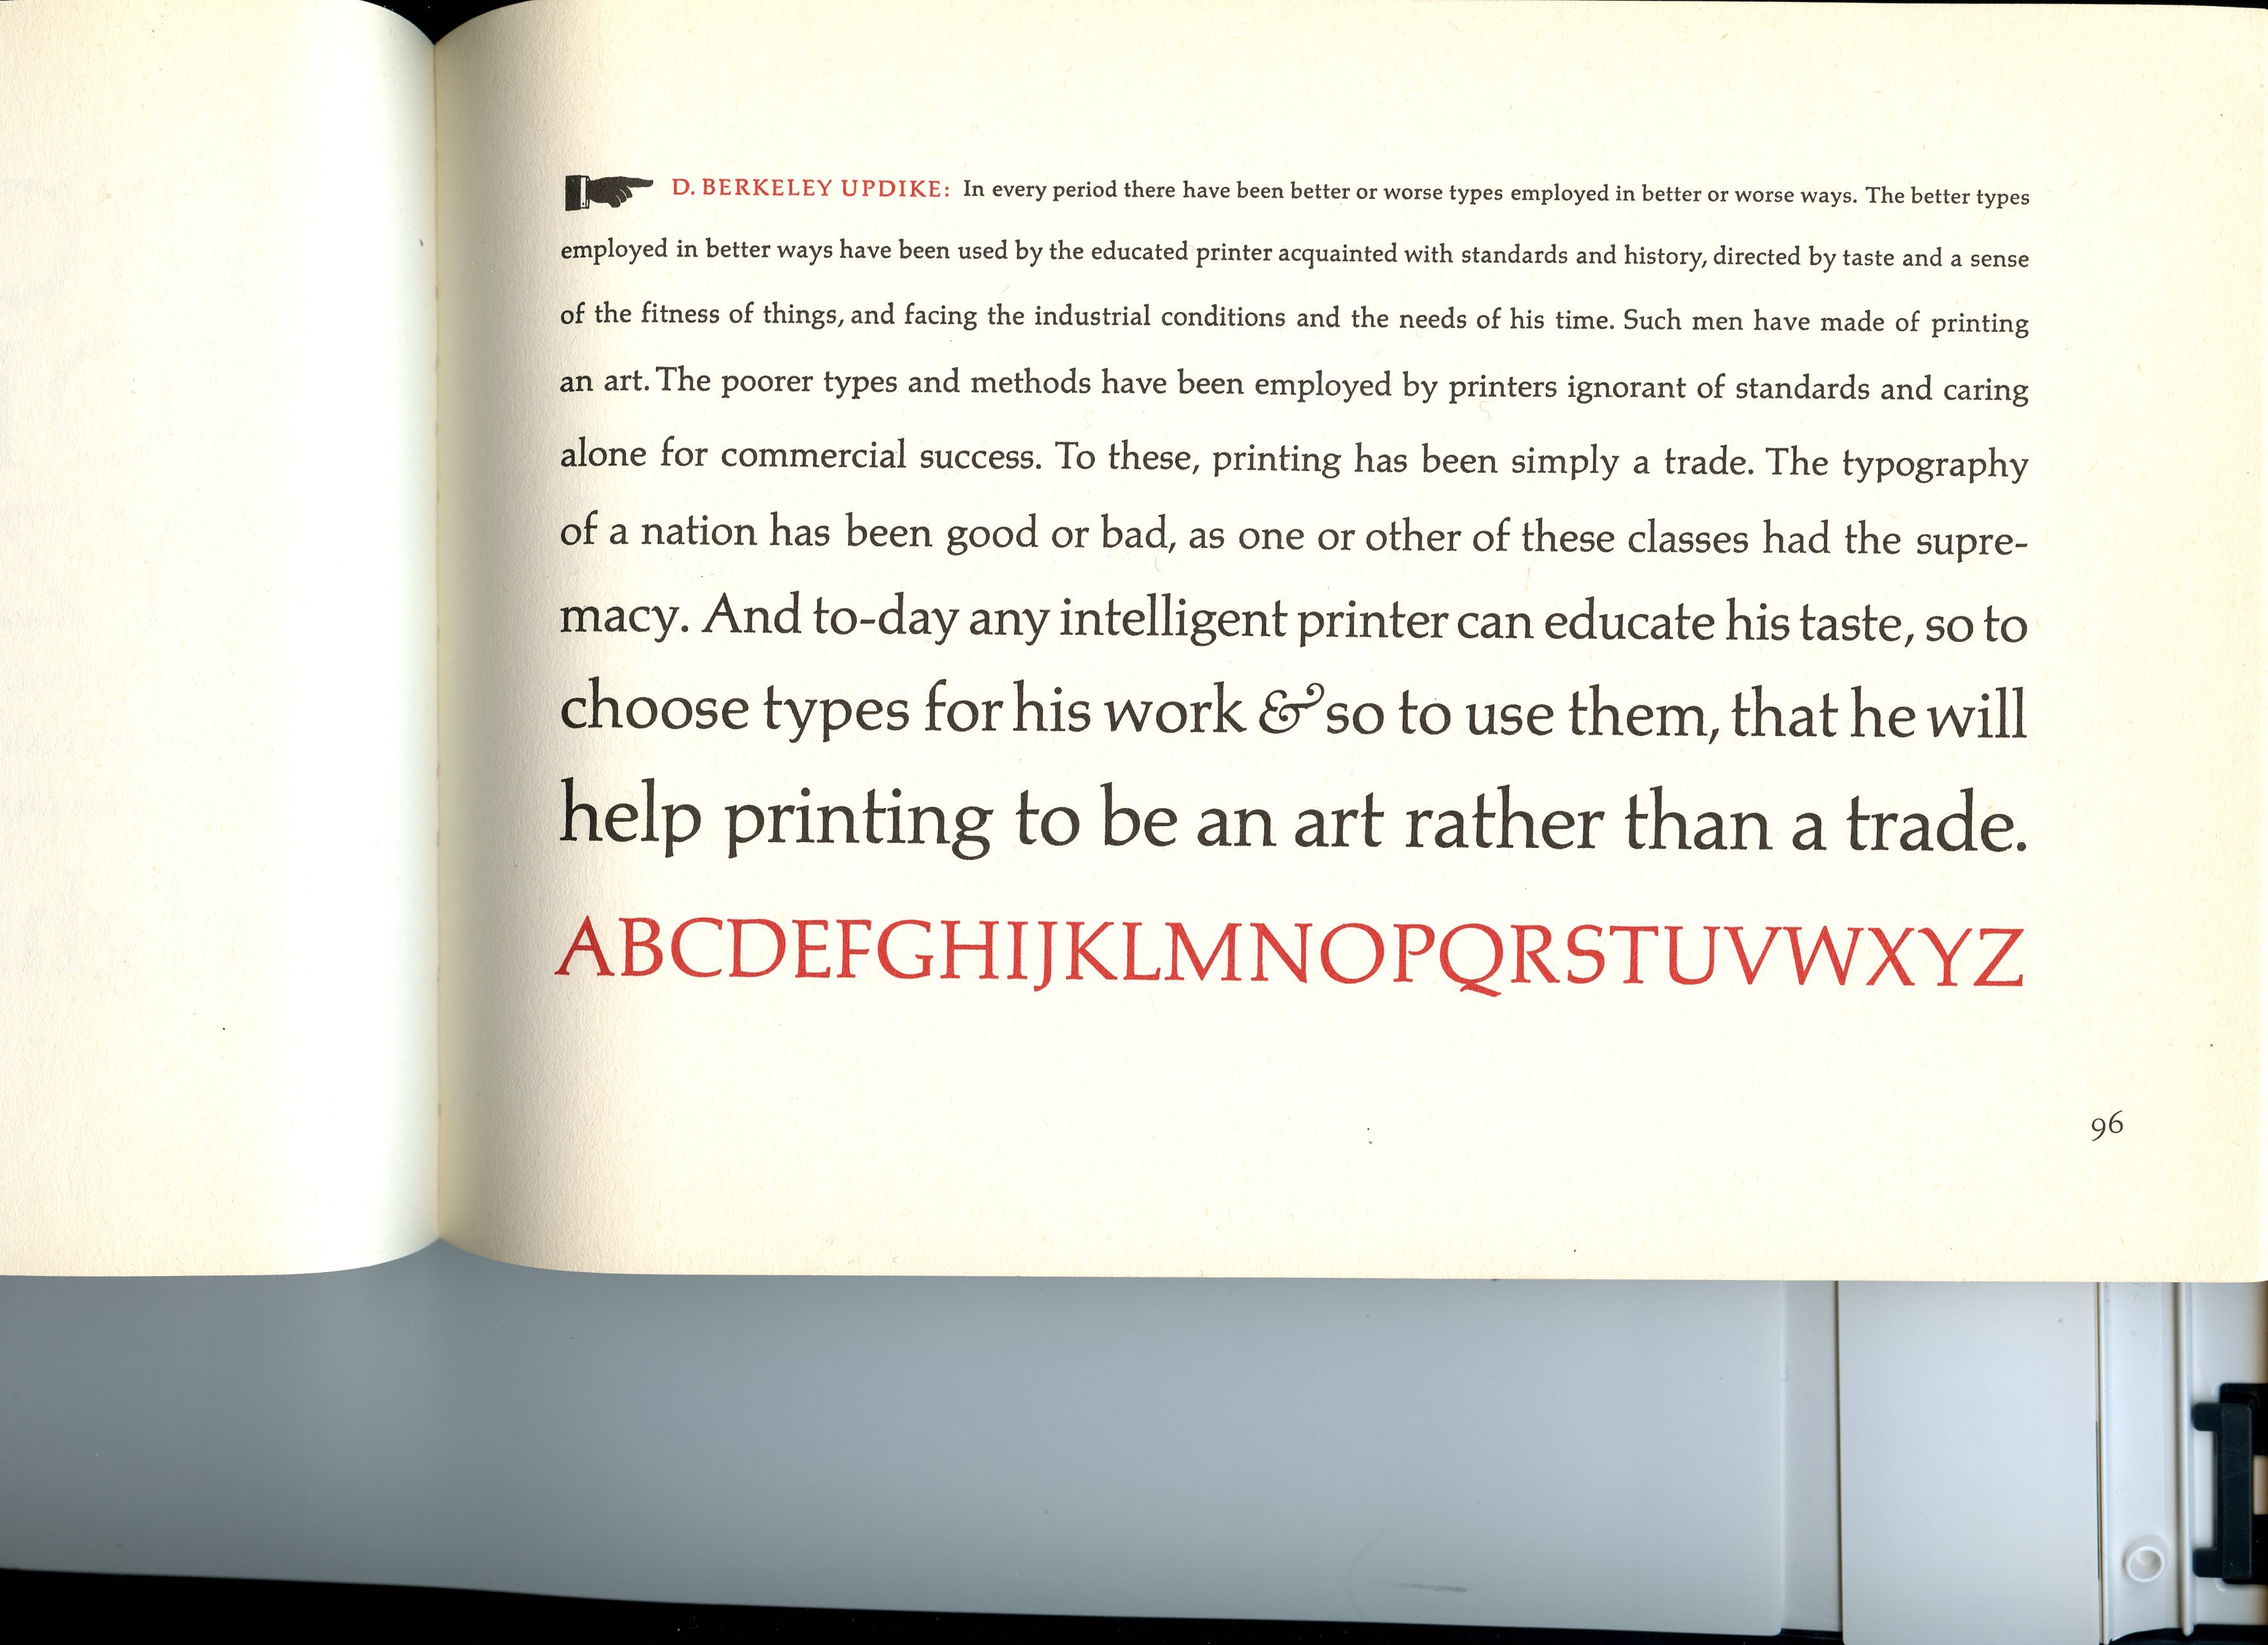 D. BERKELEY UPDIKE: In every period there have been better or worse types employed in better or worse ways. The better types
employed in better ways have been used by the educated printer acquainted with standards and history, directed by taste and a sense
of the fitness of things, and facing the industrial conditions and the needs of his time. Such men have made of printing
an art. The poorer types and methods have been employed by printers ignorant of standards and caring
alone for commercial success. To these, printing has been simply a trade. The typography
of a nation has been good or bad, as one or other of these classes had the supre-
macy. And to-day any intelligent printer can educate his taste, so to
choose types for his work & so to use them, that he will
help printing to be an art rather than a trade.
ABCDEFGHIJKLMNOPQRSTUVWXYZ
96